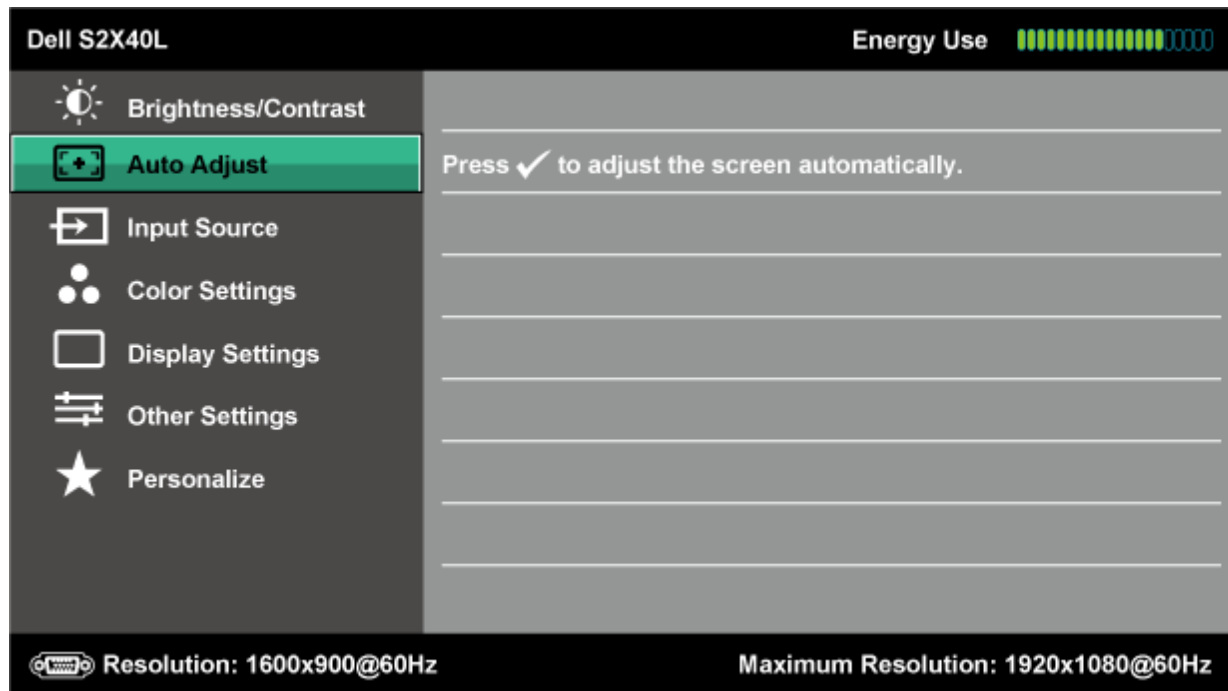 Dell S2X40L Energy Use
Brightness/Contrast
Auto Adjust Press ✓ to adjust the screen automatically.
Input Source
Color Settings
Display Settings
Other Settings
Personalize
Resolution: 1600x900@60Hz Maximum Resolution: 1920x1080@60Hz